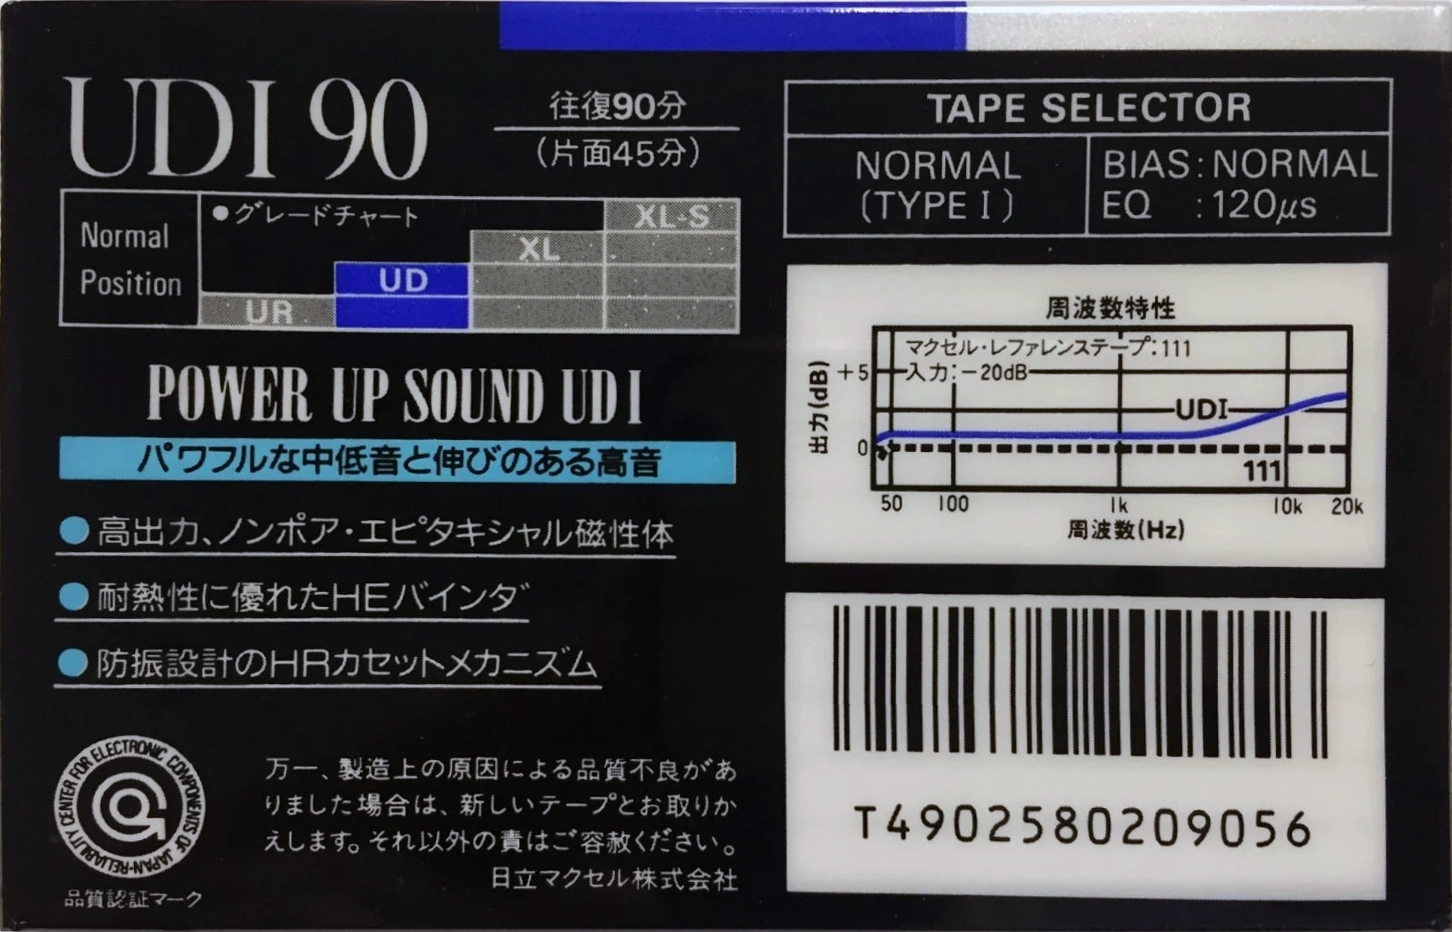 UDI 90
往復90分
(片面45分)
Normal
Position
●グレードチャート
XL-S
XL
UD
UR
POWER UP SOUND UD I
パワフルな中低音と伸びのある高音
●高出力、ノンポア・エピタキシャル磁性体
●耐熱性に優れたHEバインダ
●防振設計のHRカセットメカニズム
RELIABILITY CENTER FOR ELECTRONIC COMPONENTS OF JAPAN
品質認証マーク
万一、製造上の原因による品質不良があ
りました場合は、新しいテープとお取りか
えします。それ以外の責はご容赦ください。
日立マクセル株式会社
TAPE SELECTOR
NORMAL
(TYPE I)
BIAS: NORMAL
EQ : 120μs
周波数特性
マクセル・レファレンステープ:111
入力:−20dB
出力(dB)
+5
0
UDI
111
50 100 1k 10k 20k
周波数(Hz)
T4902580209056